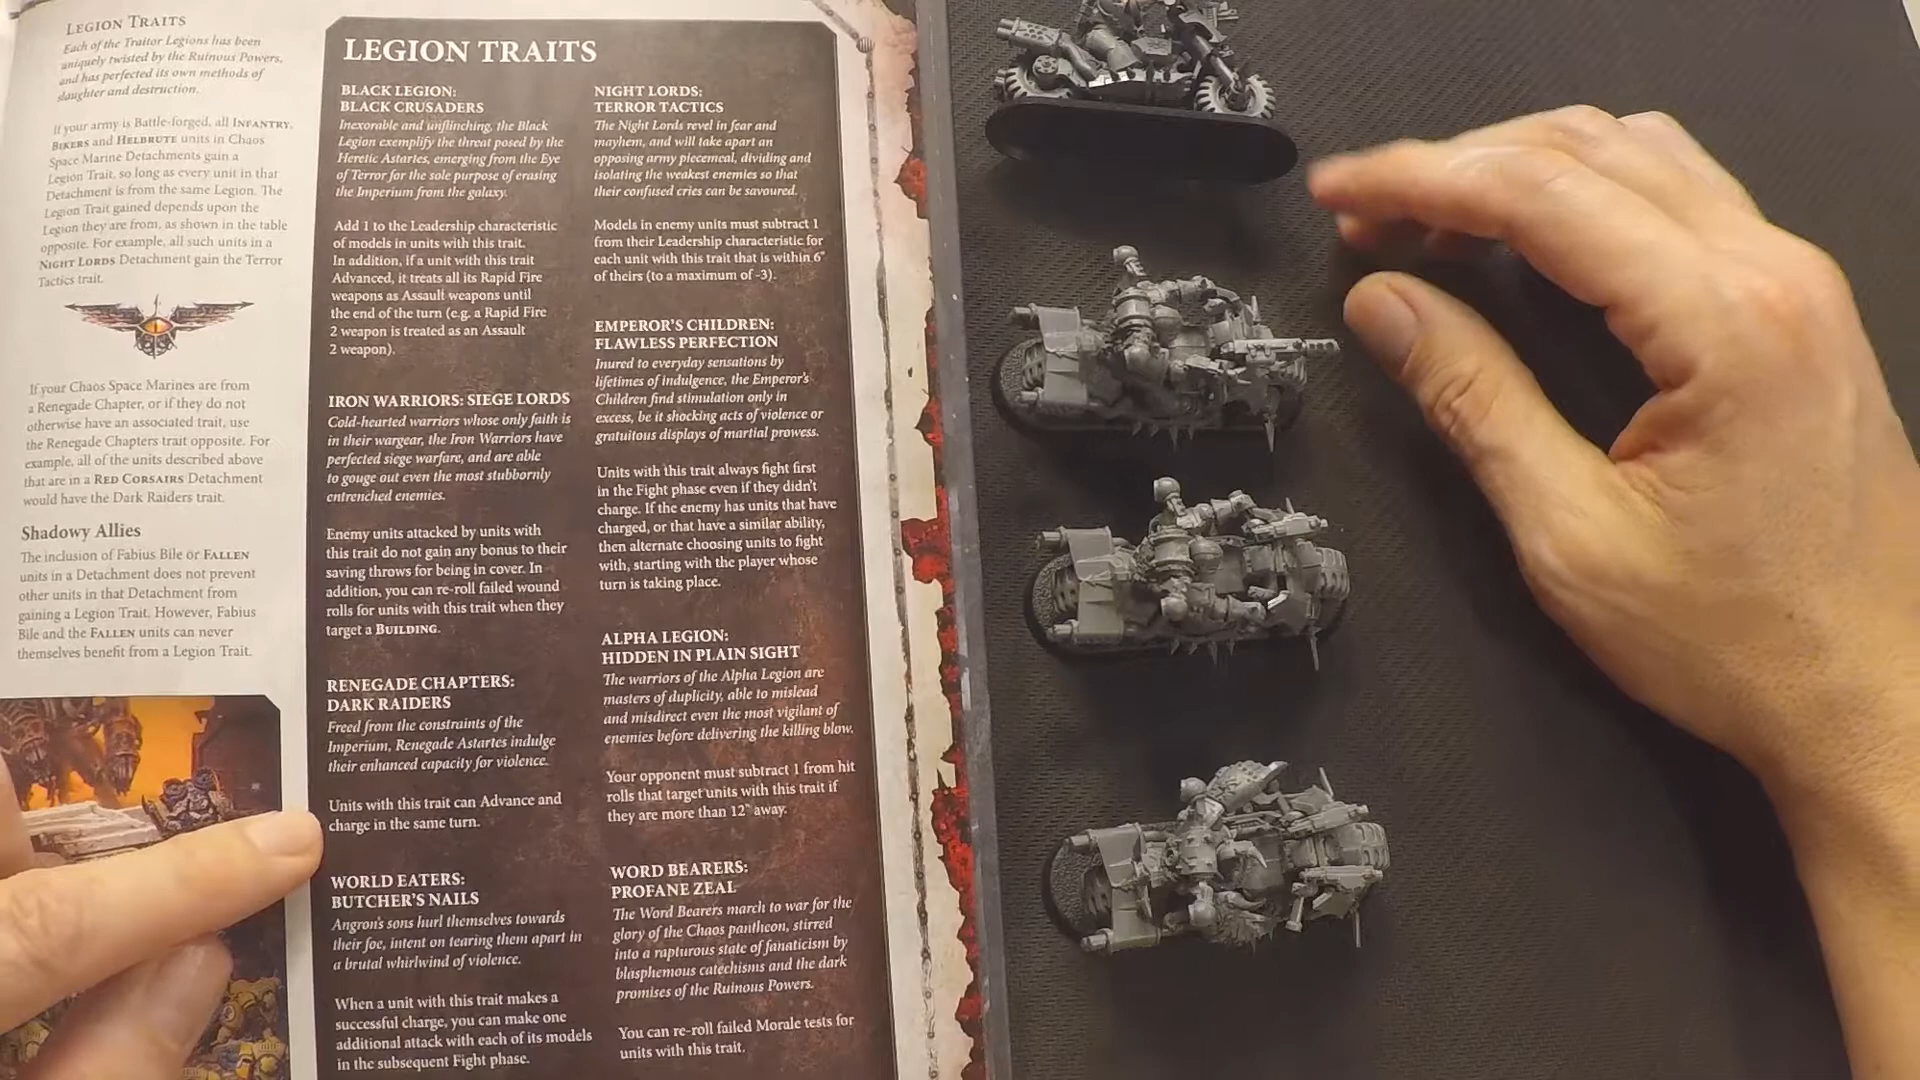 LEGION TRAITS
Each of the Traitor Legions has been
uniquely twisted by the Ruinous Powers,
and has perfected its own methods of
slaughter and destruction.
If your army is Battle-forged, all INFANTRY,
BIKERS and HELBRUTE units in Chaos
Space Marine Detachments gain a
Legion Trait, so long as every unit in that
Detachment is from the same Legion. The
Legion Trait gained depends upon the
Legion they are from, as shown in the table
opposite. For example, all such units in a
NIGHT LORDS Detachment gain the Terror
Tactics trait.
If your Chaos Space Marines are from
a Renegade Chapter, or if they do not
otherwise have an associated trait, use
the Renegade Chapters trait opposite. For
example, all of the units described above
that are in a RED CORSAIRS Detachment
would have the Dark Raiders trait.
Shadowy Allies
The inclusion of Fabius Bile or FALLEN
units in a Detachment does not prevent
other units in that Detachment from
gaining a Legion Trait. However, Fabius
Bile and the FALLEN units can never
themselves benefit from a Legion Trait.
LEGION TRAITS
BLACK LEGION:
BLACK CRUSADERS
Inexorable and unflinching, the Black
Legion exemplify the threat posed by the
Heretic Astartes, emerging from the Eye
of Terror for the sole purpose of erasing
the Imperium from the galaxy.
Add 1 to the Leadership characteristic
of models in units with this trait.
In addition, if a unit with this trait
Advanced, it treats all its Rapid Fire
weapons as Assault weapons until
the end of the turn (e.g. a Rapid Fire
2 weapon is treated as an Assault
2 weapon).
IRON WARRIORS: SIEGE LORDS
Cold-hearted warriors whose only faith is
in their wargear, the Iron Warriors have
perfected siege warfare, and are able
to gouge out even the most stubbornly
entrenched enemies.
Enemy units attacked by units with
this trait do not gain any bonus to their
saving throws for being in cover. In
addition, you can re-roll failed wound
rolls for units with this trait when they
target a BUILDING.
RENEGADE CHAPTERS:
DARK RAIDERS
Freed from the constraints of the
Imperium, Renegade Astartes indulge
their enhanced capacity for violence.
Units with this trait can Advance and
charge in the same turn.
WORLD EATERS:
BUTCHER'S NAILS
Angron's sons hurl themselves towards
their foe, intent on tearing them apart in
a brutal whirlwind of violence.
When a unit with this trait makes a
successful charge, you can make one
additional attack with each of its models
in the subsequent Fight phase.
NIGHT LORDS:
TERROR TACTICS
The Night Lords revel in fear and
mayhem, and will take apart an
opposing army piecemeal, dividing and
isolating the weakest enemies so that
their confused cries can be savoured.
Models in enemy units must subtract 1
from their Leadership characteristic for
each unit with this trait that is within 6"
of theirs (to a maximum of -3).
EMPEROR'S CHILDREN:
FLAWLESS PERFECTION
Inured to everyday sensations by
lifetimes of indulgence, the Emperor's
Children find stimulation only in
excess, be it shocking acts of violence or
gratuitous displays of martial prowess.
Units with this trait always fight first
in the Fight phase even if they didn't
charge. If the enemy has units that have
charged, or that have a similar ability,
then alternate choosing units to fight
with, starting with the player whose
turn is taking place.
ALPHA LEGION:
HIDDEN IN PLAIN SIGHT
The warriors of the Alpha Legion are
masters of duplicity, able to mislead
and misdirect even the most vigilant of
enemies before delivering the killing blow.
Your opponent must subtract 1 from hit
rolls that target units with this trait if
they are more than 12" away.
WORD BEARERS:
PROFANE ZEAL
The Word Bearers march to war for the
glory of the Chaos pantheon, stirred
into a rapturous state of fanaticism by
blasphemous catechisms and the dark
promises of the Ruinous Powers.
You can re-roll failed Morale tests for
units with this trait.